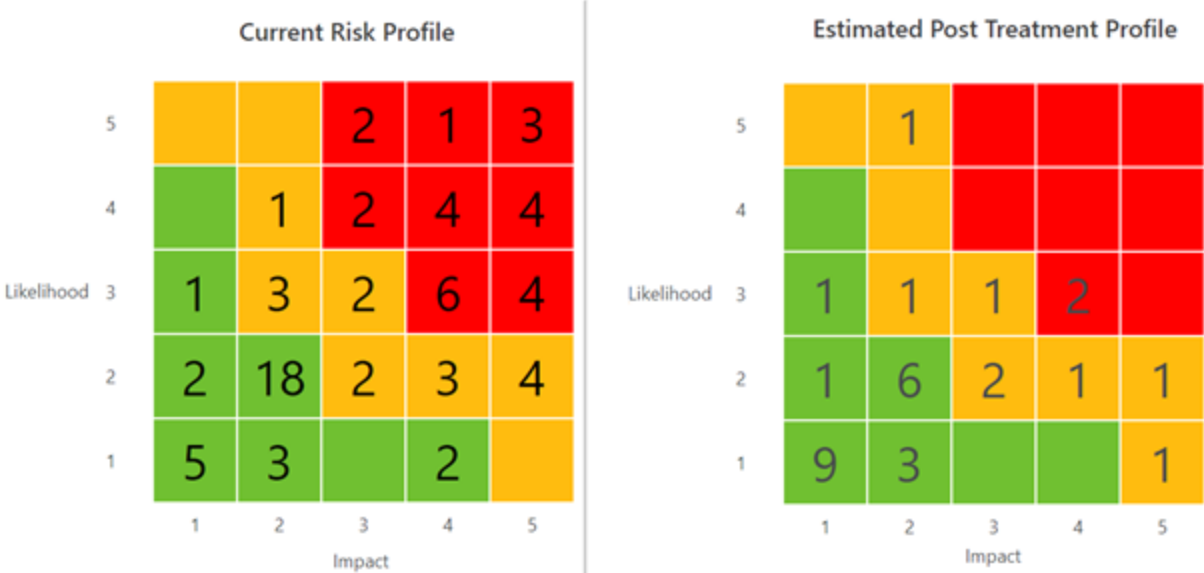 Current Risk Profile
5 2 1 3
4 1 2 4 4
Likelihood 3 1 3 2 6 4
2 2 18 2 3 4
1 5 3 2
1 2 3 4 5
Impact
Estimated Post Treatment Profile
5 1
4
Likelihood 3 1 1 1 2
2 1 6 2 1 1
1 9 3 1
1 2 3 4 5
Impact